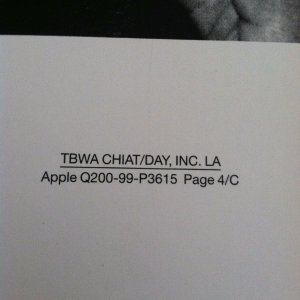 TBWA CHIAT/DAY, INC. LA
Apple Q200-99-P3615 Page 4/C